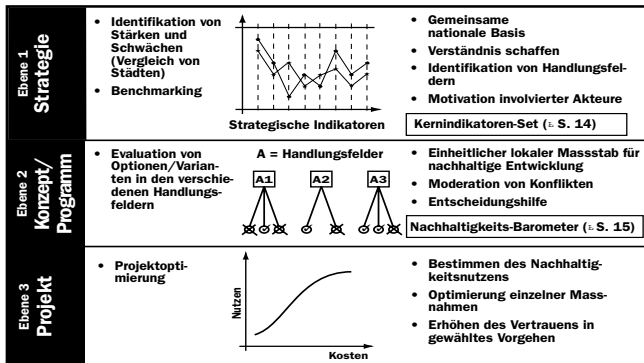 Ebene 1
Strategie
• Identifikation von
Stärken und
Schwächen
(Vergleich von
Städten)
• Benchmarking
Strategische Indikatoren
• Gemeinsame
nationale Basis
• Verständnis schaffen
• Identifikation von Handlungsfel-
dern
• Motivation involvierter Akteure
Kernindikatoren-Set (L S. 14)
Ebene 2
Konzept/
Programm
• Evaluation von
Optionen/Varian-
ten in den verschie-
denen Handlungs-
feldern
A = Handlungsfelder
A1 A2 A3
• Einheitlicher lokaler Massstab für
nachhaltige Entwicklung
• Moderation von Konflikten
• Entscheidungshilfe
Nachhaltigkeits-Barometer (L S. 15)
Ebene 3
Projekt
• Projektopti-
mierung
Nutzen
Kosten
• Bestimmen des Nachhaltig-
keitsnutzens
• Optimierung einzelner Mass-
nahmen
• Erhöhen des Vertrauens in
gewähltes Vorgehen